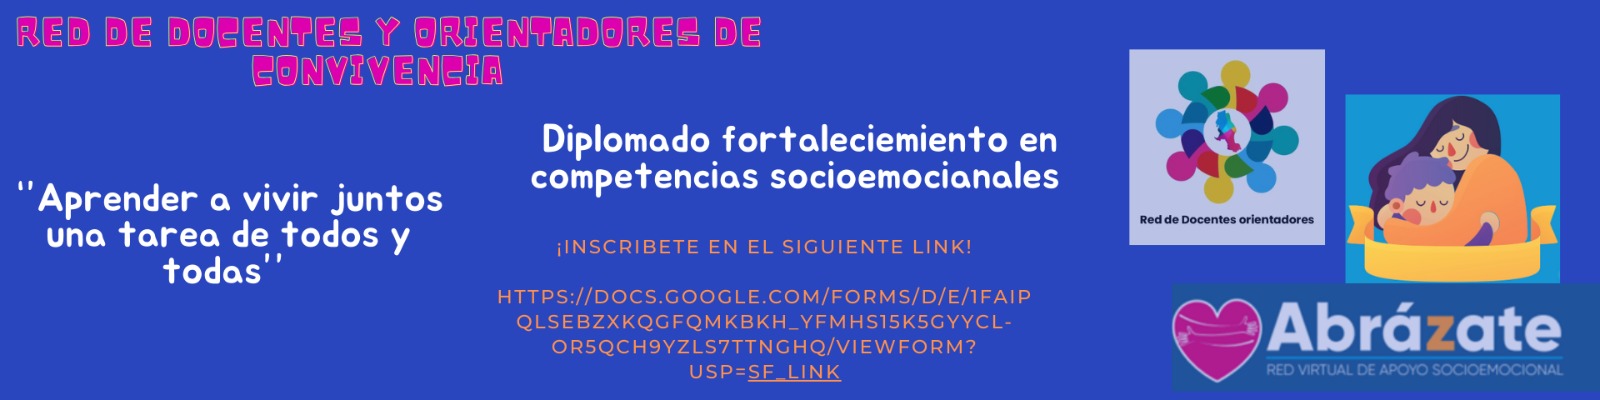 RED DE DOCENTES Y ORIENTADORES DE
CONVIVENCIA
''Aprender a vivir juntos
una tarea de todos y
todas''
Diplomado fortaleciemiento en
competencias socioemocianales
¡INSCRIBETE EN EL SIGUIENTE LINK!
HTTPS://DOCS.GOOGLE.COM/FORMS/D/E/1FAIP
QLSEBZXKQGFQMKBKH_YFMHS15K5GYYCL-
OR5QCH9YZLS7TTNGHQ/VIEWFORM?
USP=SF_LINK
Red de Docentes orientadores
Abrázate
RED VIRTUAL DE APOYO SOCIOEMOCIONAL